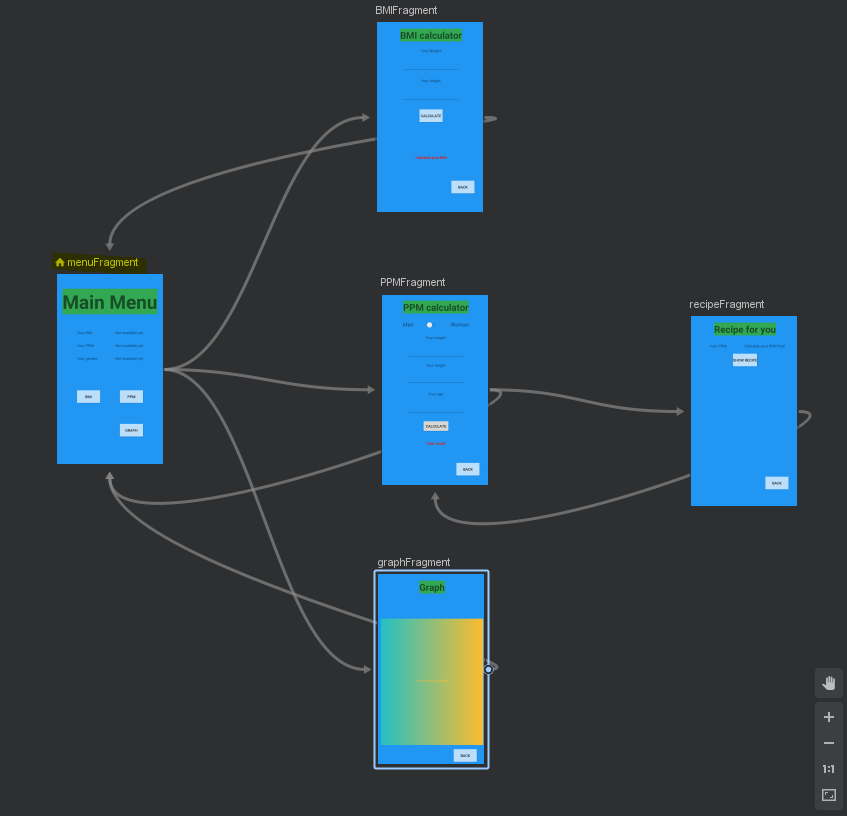 BMIFragment
BMI calculator
Your Weight
Your Height
CALCULATE
BACK
menuFragment
Main Menu
Your BMI
Not available yet
Your PPM
Not available yet
Your gender
Not available yet
BMI
PPM
GRAPH
PPMFragment
PPM calculator
Man
Woman
Your weight
Your height
Your age
CALCULATE
Your result
BACK
recipeFragment
Recipe for you
Your PPM
SHOW RECIPE
BACK
graphFragment
Graph
BACK
1:1